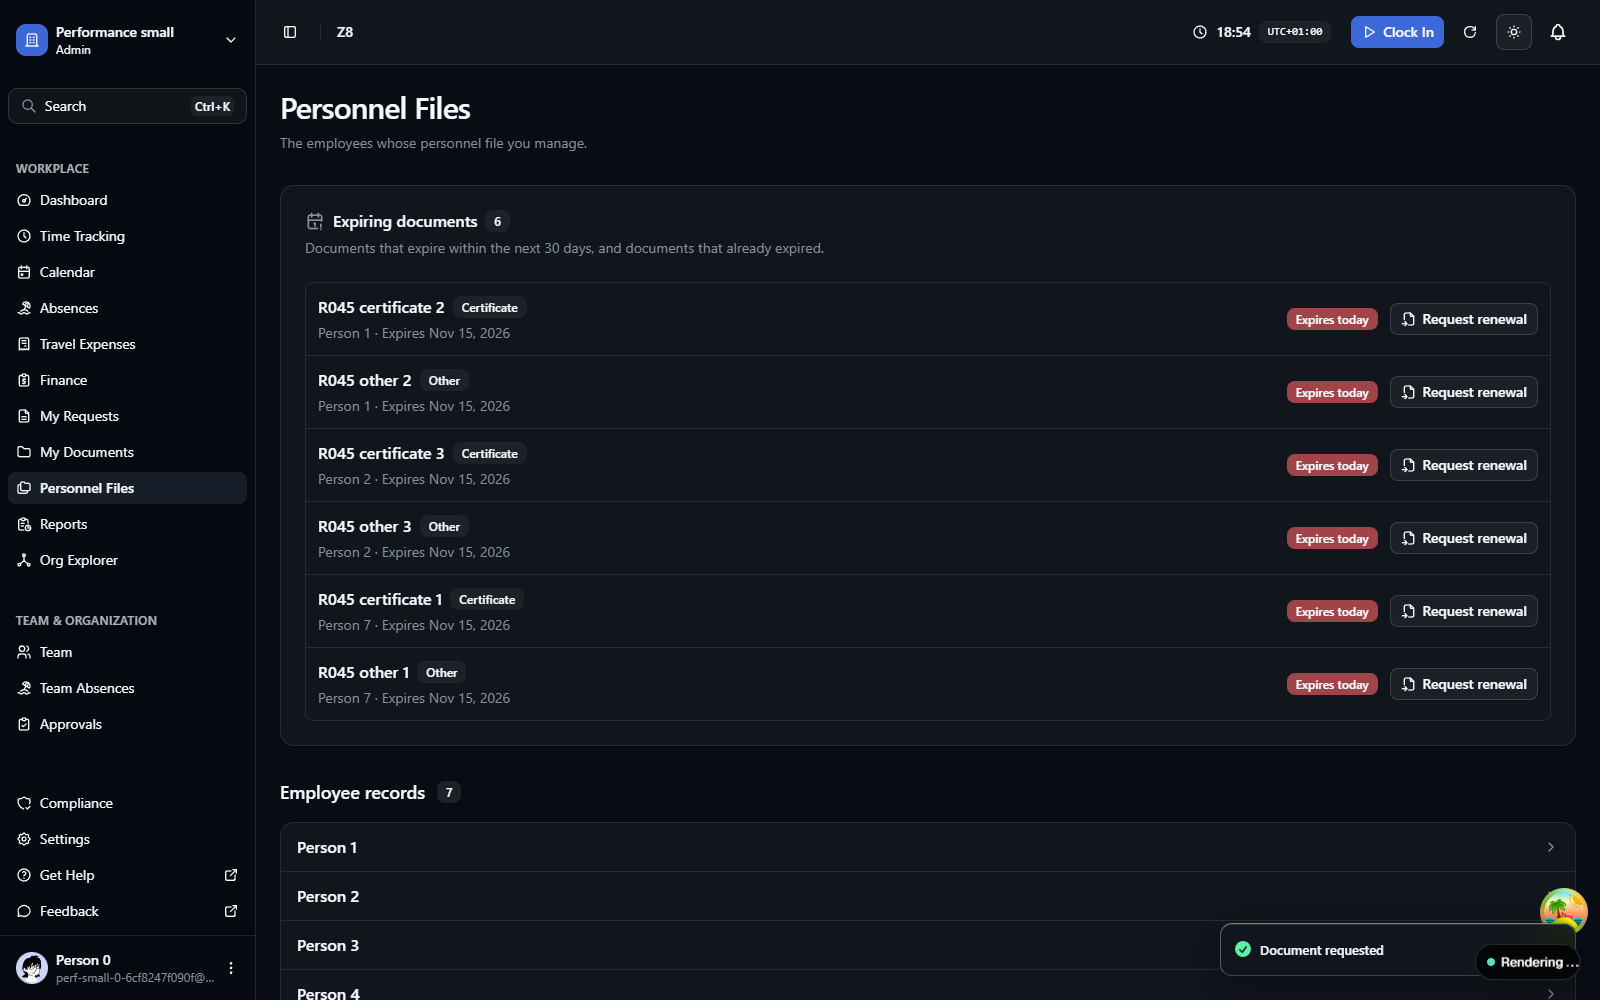 Performance small
Admin
Search
Ctrl+K
WORKPLACE
Dashboard
Time Tracking
Calendar
Absences
Travel Expenses
Finance
My Requests
My Documents
Personnel Files
Reports
Org Explorer
TEAM & ORGANIZATION
Team
Team Absences
Approvals
Compliance
Settings
Get Help
Feedback
Person 0
perf-small-0-6cf8247f090f@...
Z8
18:54
UTC+01:00
Clock In
Personnel Files
The employees whose personnel file you manage.
Expiring documents 6
Documents that expire within the next 30 days, and documents that already expired.
R045 certificate 2 Certificate
Person 1 · Expires Nov 15, 2026
Expires today
Request renewal
R045 other 2 Other
Person 1 · Expires Nov 15, 2026
Expires today
Request renewal
R045 certificate 3 Certificate
Person 2 · Expires Nov 15, 2026
Expires today
Request renewal
R045 other 3 Other
Person 2 · Expires Nov 15, 2026
Expires today
Request renewal
R045 certificate 1 Certificate
Person 7 · Expires Nov 15, 2026
Expires today
Request renewal
R045 other 1 Other
Person 7 · Expires Nov 15, 2026
Expires today
Request renewal
Employee records 7
Person 1
Person 2
Person 3
Person 4
Document requested
Rendering ...